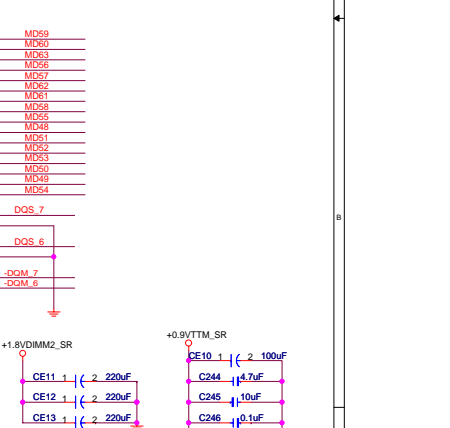 MD59
MD60
MD63
MD56
MD57
MD62
MD61
MD58
MD55
MD48
MD51
MD52
MD53
MD50
MD49
MD54
DQS_7
DQS_6
-DQM_7
-DQM_6
B
+1.8VDIMM2_SR
CE11 1 2 220uF
CE12 1 2 220uF
CE13 1 2 220uF
+0.9VTTM_SR
CE10 1 2 100uF
C244 4.7uF
C245 10uF
C246 0.1uF